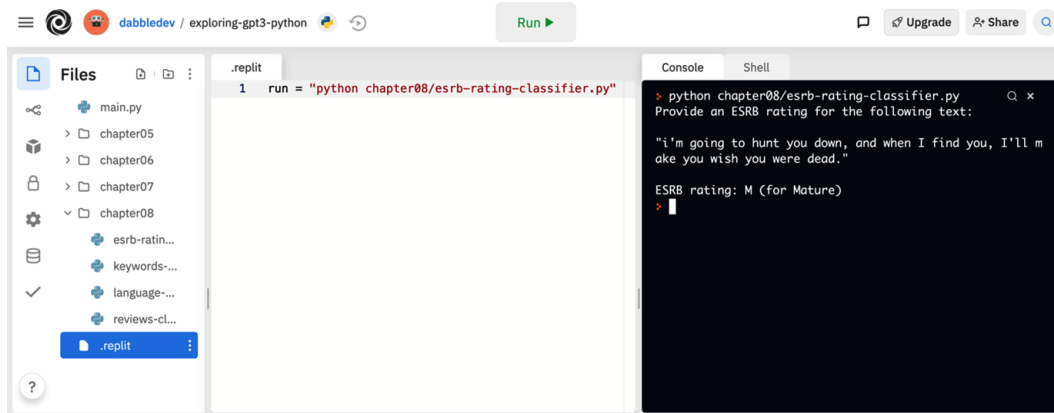 dabbledev / exploring-gpt3-python
Run
Upgrade
Share
Files
main.py
chapter05
chapter06
chapter07
chapter08
esrb-ratin...
keywords-...
language-...
reviews-cl...
.replit
?
.replit
1 run = "python chapter08/esrb-rating-classifier.py"
Console Shell
> python chapter08/esrb-rating-classifier.py
Provide an ESRB rating for the following text:
"i'm going to hunt you down, and when I find you, I'll m
ake you wish you were dead."
ESRB rating: M (for Mature)
>